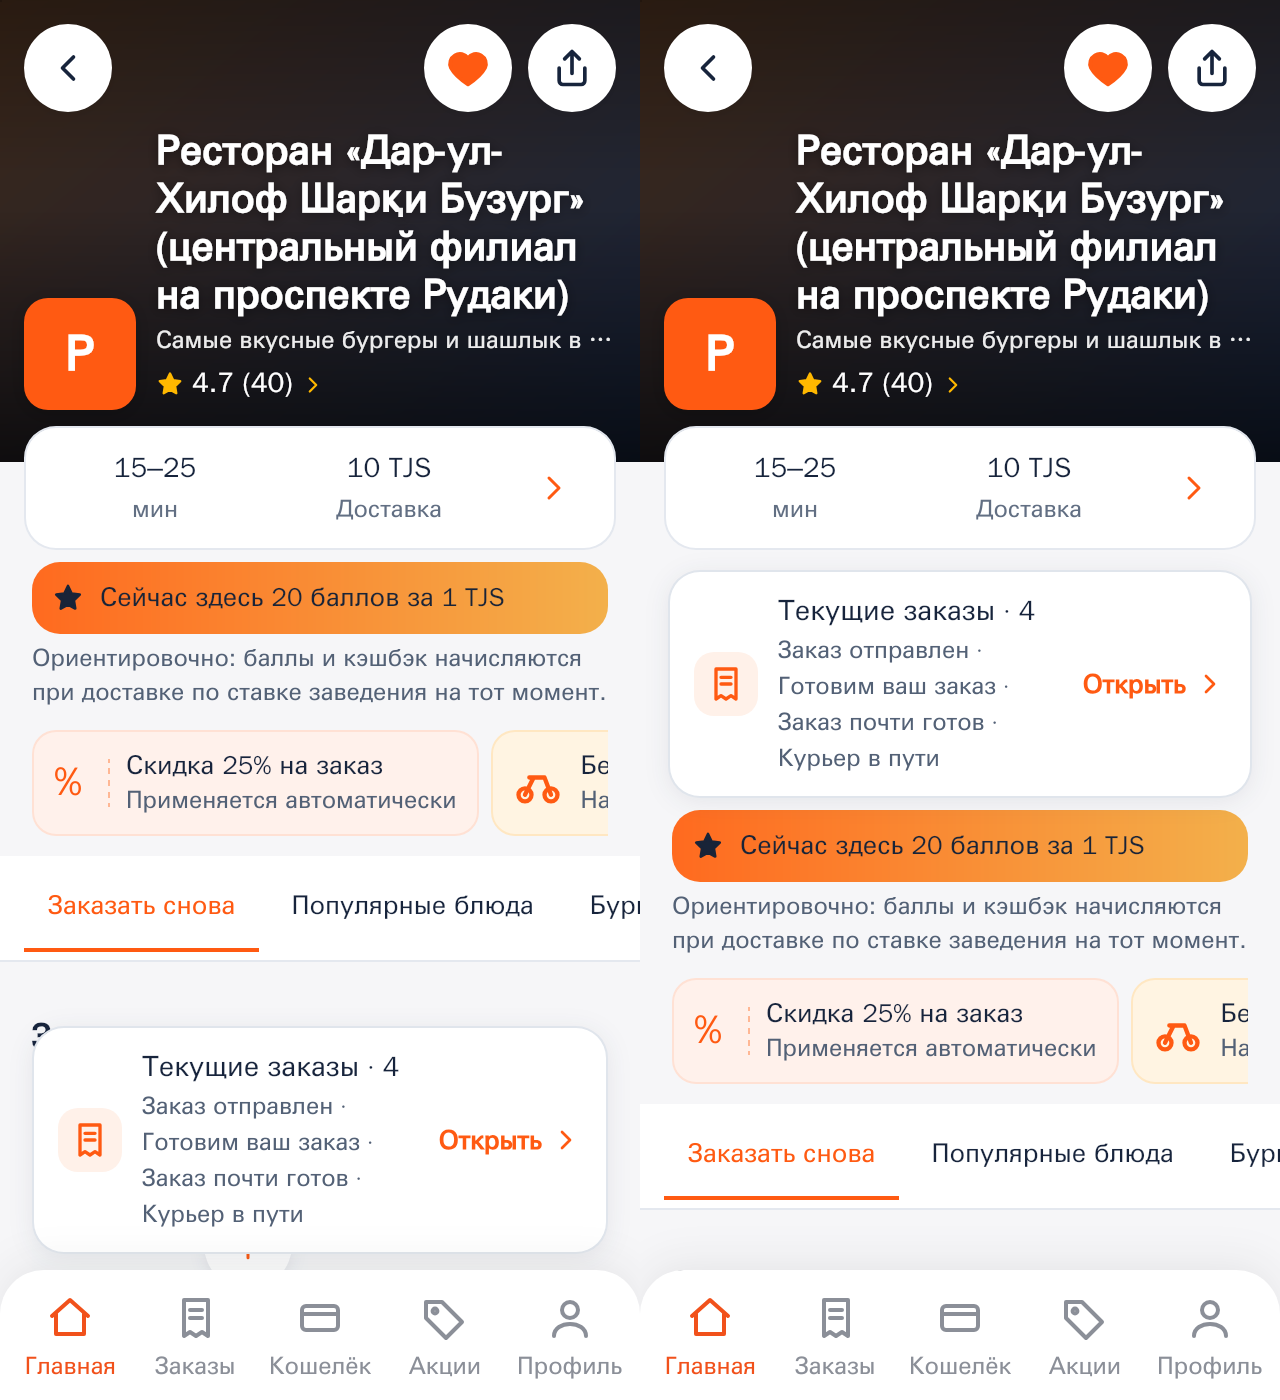 Ресторан «Дар-ул-
Хилоф Шарқи Бузург»
(центральный филиал
на проспекте Рудаки)
Р
Самые вкусные бургеры и шашлык в ···
4.7 (40)
15–25
мин
10 TJS
Доставка
Сейчас здесь 20 баллов за 1 TJS
Ориентировочно: баллы и кэшбэк начисляются
при доставке по ставке заведения на тот момент.
%
Скидка 25% на заказ
Применяется автоматически
Бе
На
Заказать снова
Популярные блюда
Бург
З
Текущие заказы · 4
Заказ отправлен ·
Готовим ваш заказ ·
Заказ почти готов ·
Курьер в пути
Открыть
Главная
Заказы
Кошелёк
Акции
Профиль
Ресторан «Дар-ул-
Хилоф Шарқи Бузург»
(центральный филиал
на проспекте Рудаки)
Р
Самые вкусные бургеры и шашлык в ···
4.7 (40)
15–25
мин
10 TJS
Доставка
Текущие заказы · 4
Заказ отправлен ·
Готовим ваш заказ ·
Заказ почти готов ·
Курьер в пути
Открыть
Сейчас здесь 20 баллов за 1 TJS
Ориентировочно: баллы и кэшбэк начисляются
при доставке по ставке заведения на тот момент.
%
Скидка 25% на заказ
Применяется автоматически
Бе
На
Заказать снова
Популярные блюда
Бург
Главная
Заказы
Кошелёк
Акции
Профиль